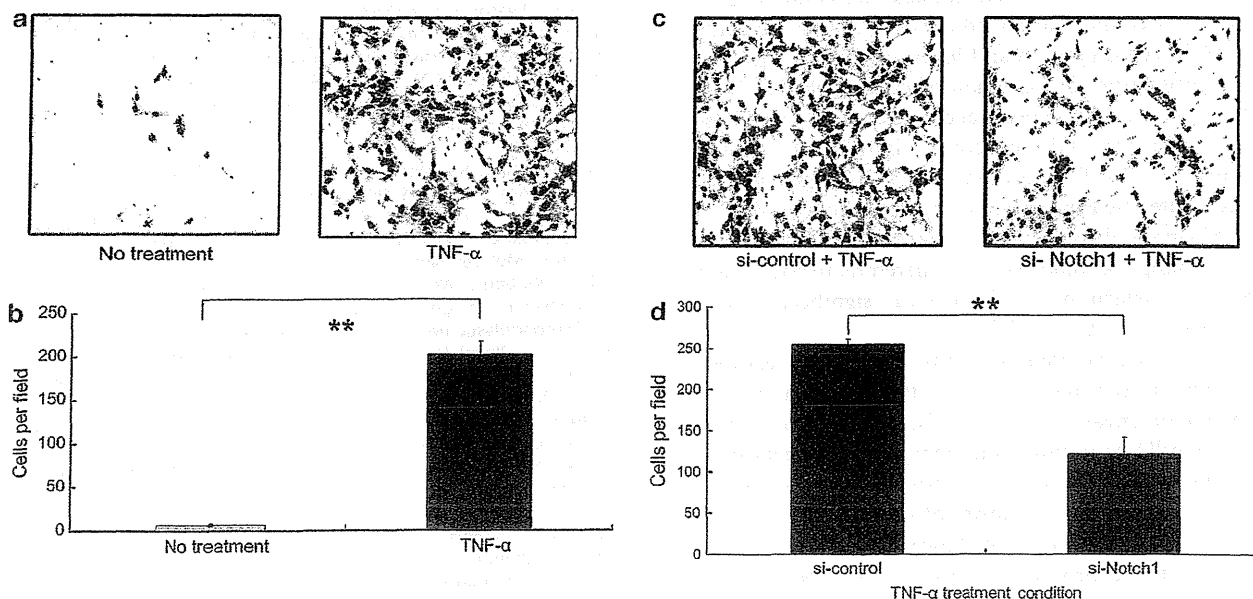 a
No treatment
TNF-α
c
si-control + TNF-α
si- Notch1 + TNF-α
b
Cells per field
250
200
150
100
50
0
**
No treatment
TNF-α
d
Cells per field
300
250
200
150
100
50
0
**
si-control
si-Notch1
TNF-α treatment condition